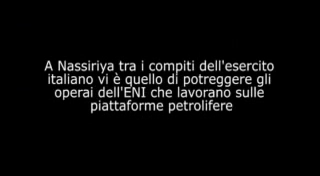 A Nassiriya tra i compiti dell'esercito
italiano vi è quello di potreggere gli
operai dell'ENI che lavorano sulle
piattaforme petrolifere